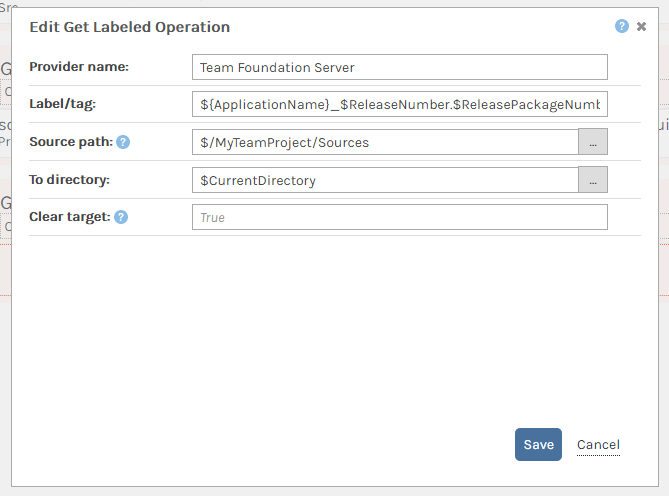 Edit Get Labeled Operation ? ×
Provider name: Team Foundation Server
Label/tag: ${ApplicationName}_$ReleaseNumber.$ReleasePackageNumb
Source path: ? $/MyTeamProject/Sources ...
To directory: $CurrentDirectory ...
Clear target: ? True
Save Cancel